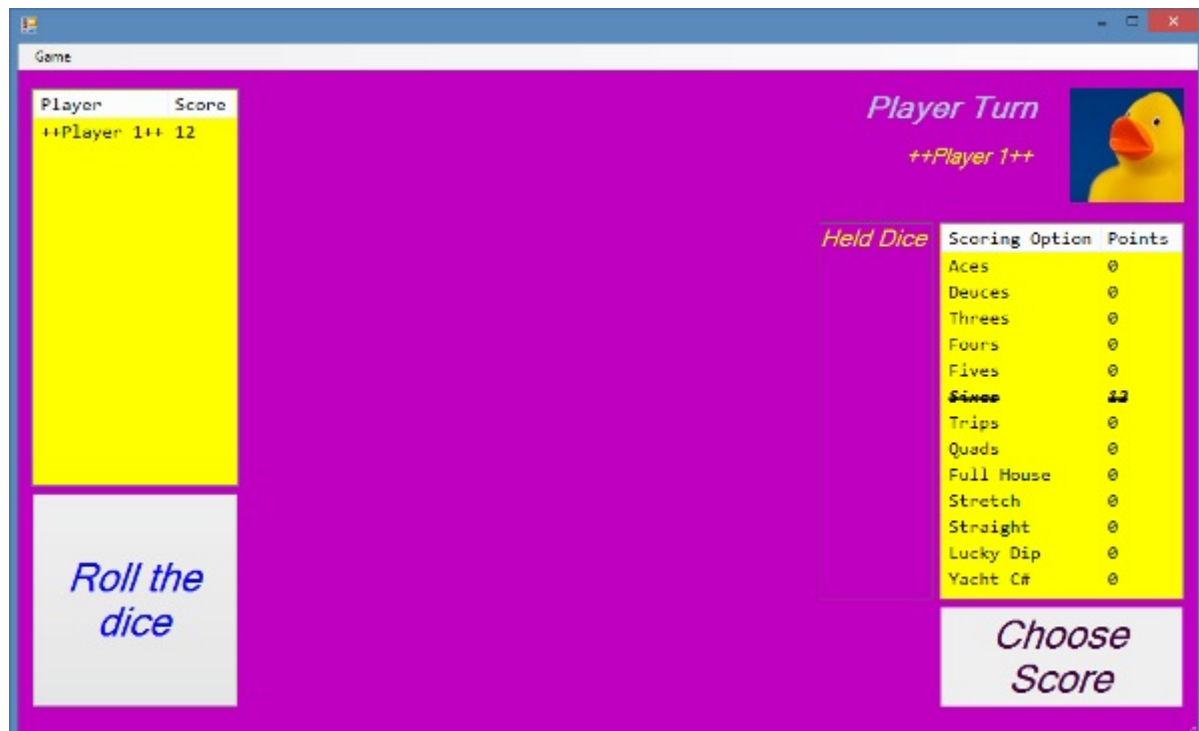 Game
Player Score
++Player 1++ 12
Roll the
dice
Player Turn
++Player 1++
Held Dice
Scoring Option Points
Aces 0
Deuces 0
Threes 0
Fours 0
Fives 0
Sixes 12
Trips 0
Quads 0
Full House 0
Stretch 0
Straight 0
Lucky Dip 0
Yacht C# 0
Choose
Score